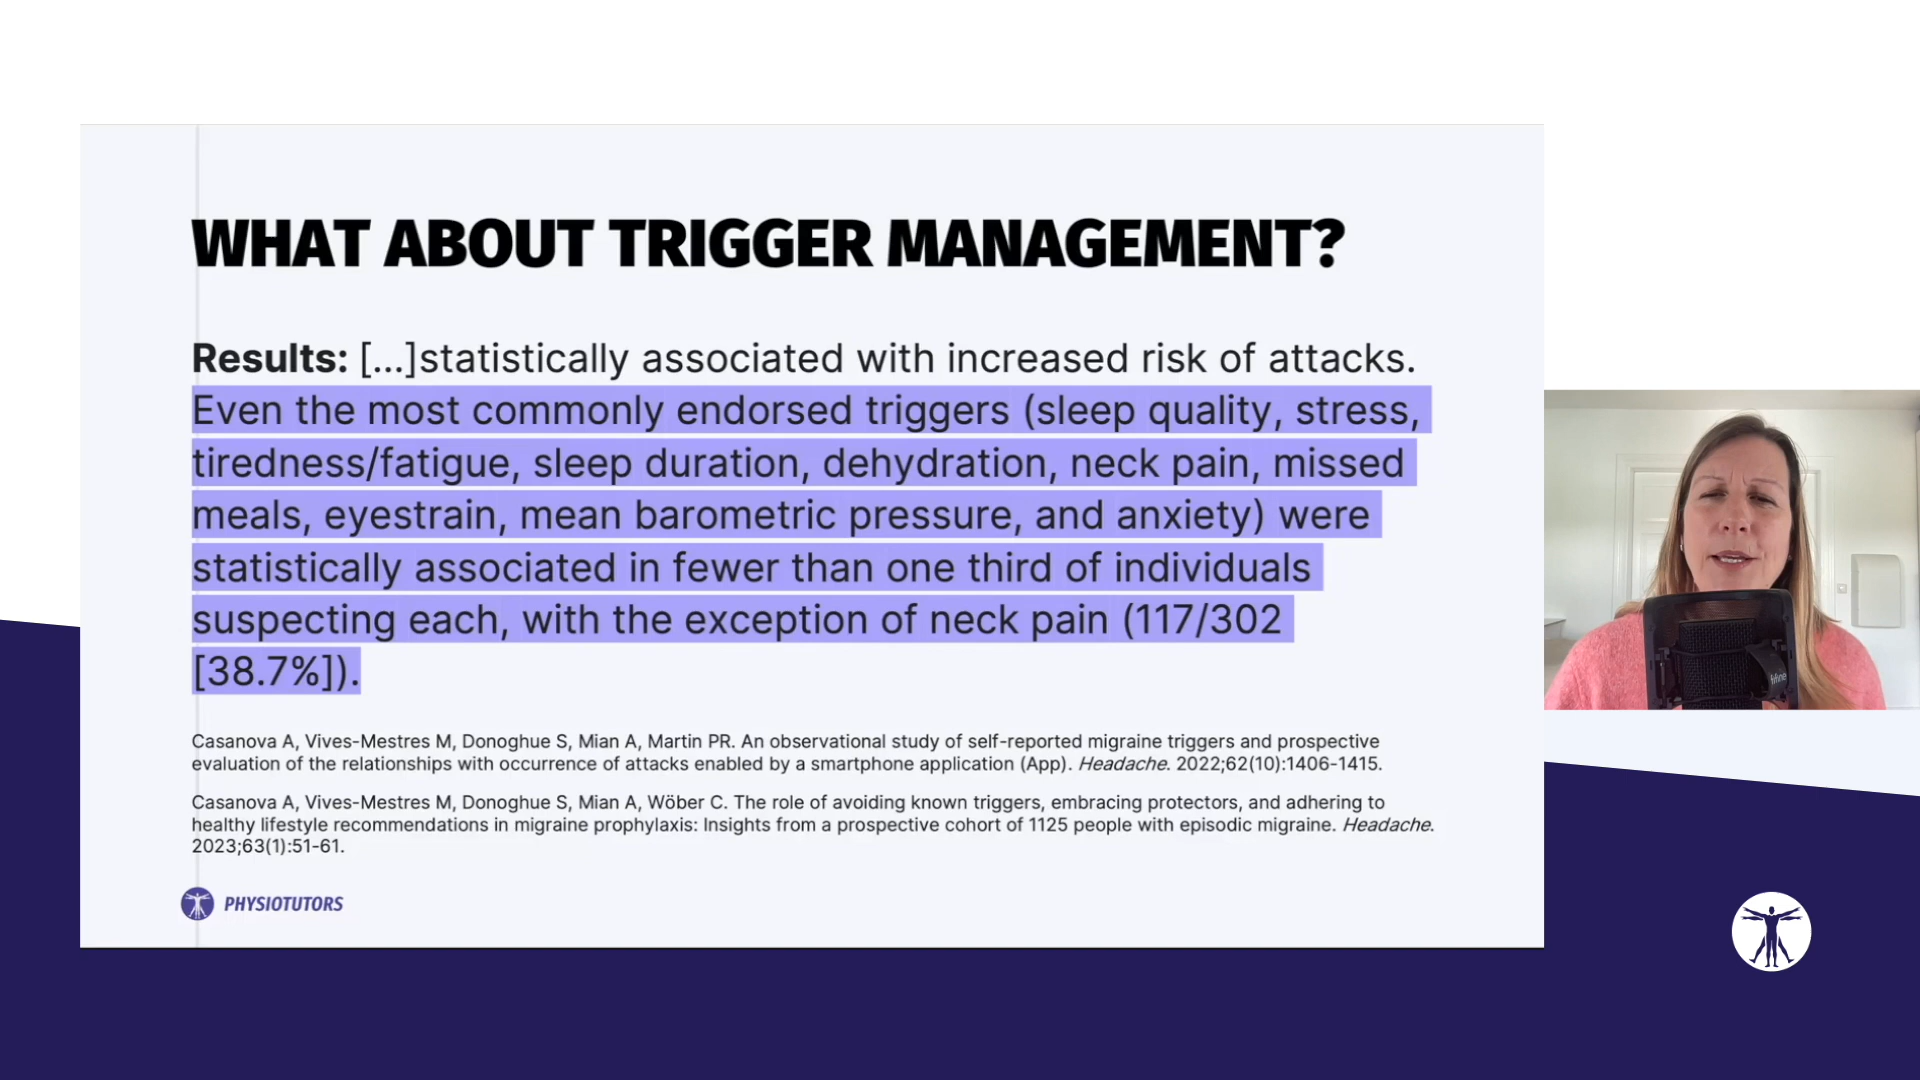 WHAT ABOUT TRIGGER MANAGEMENT?
Results: [...]statistically associated with increased risk of attacks.
Even the most commonly endorsed triggers (sleep quality, stress,
tiredness/fatigue, sleep duration, dehydration, neck pain, missed
meals, eyestrain, mean barometric pressure, and anxiety) were
statistically associated in fewer than one third of individuals
suspecting each, with the exception of neck pain (117/302
[38.7%]).
Casanova A, Vives-Mestres M, Donoghue S, Mian A, Martin PR. An observational study of self-reported migraine triggers and prospective
evaluation of the relationships with occurrence of attacks enabled by a smartphone application (App). Headache. 2022;62(10):1406-1415.
Casanova A, Vives-Mestres M, Donoghue S, Mian A, Wöber C. The role of avoiding known triggers, embracing protectors, and adhering to
healthy lifestyle recommendations in migraine prophylaxis: Insights from a prospective cohort of 1125 people with episodic migraine. Headache.
2023;63(1):51-61.
PHYSIOTUTORS
fifine